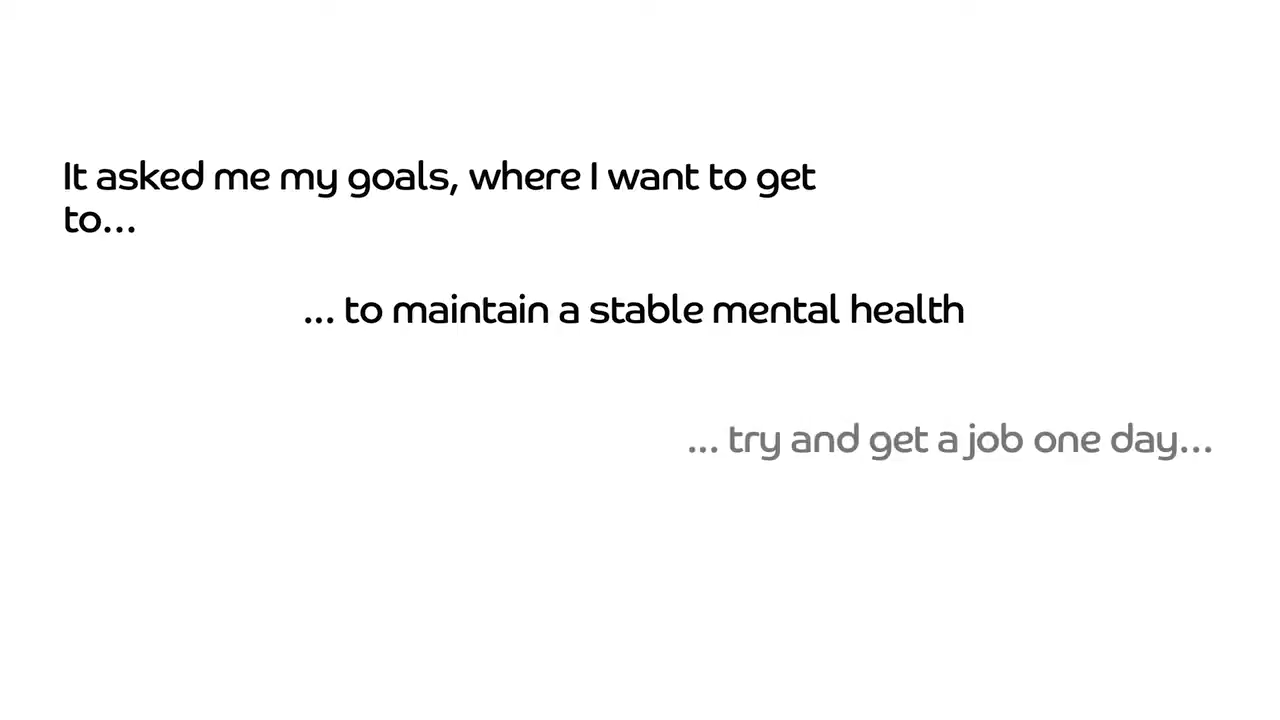 It asked me my goals, where I want to get
to...
... to maintain a stable mental health
... try and get a job one day...